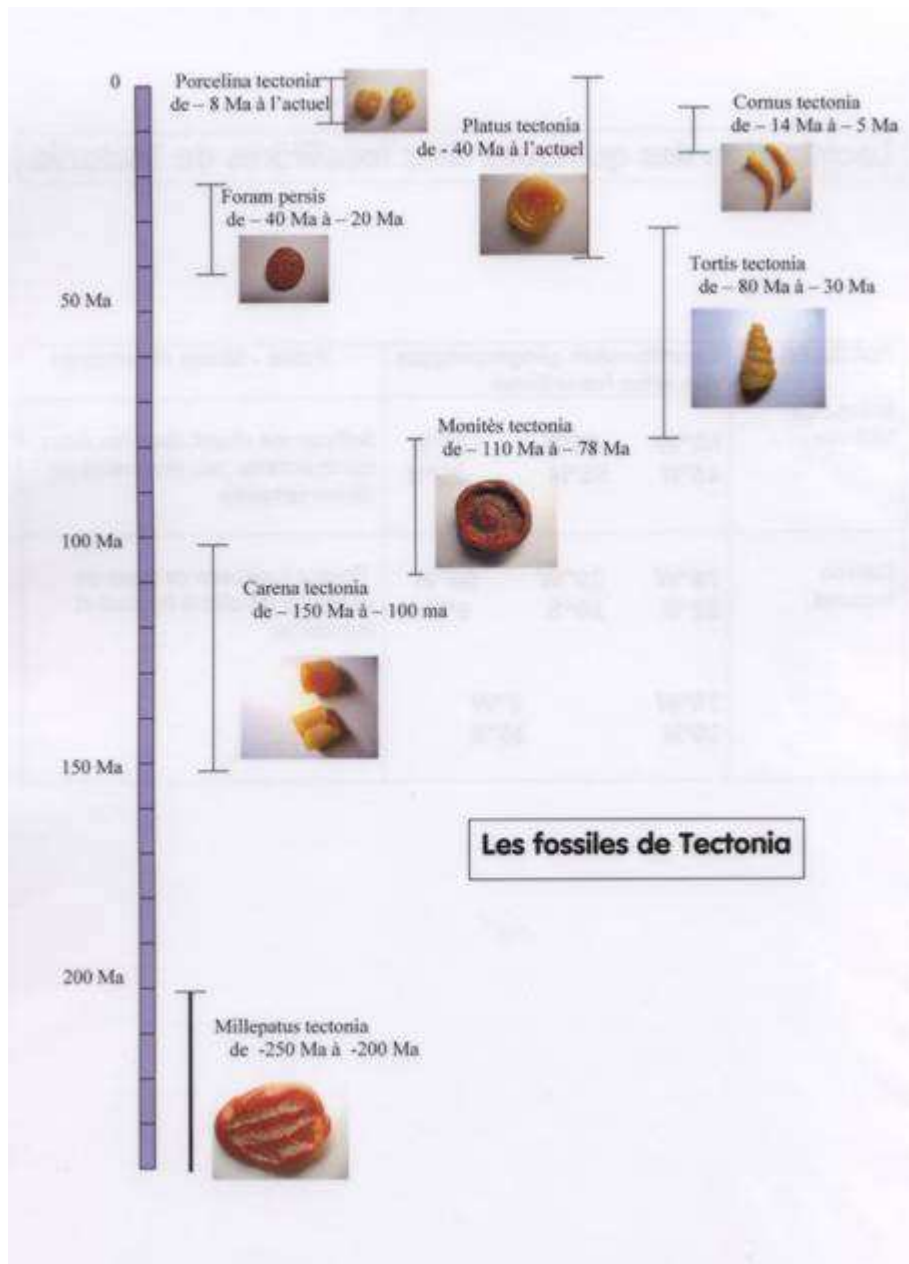 0
Porcelina tectonia
de – 8 Ma à l'actuel
Platus tectonia
de - 40 Ma à l'actuel
Cornus tectonia
de – 14 Ma à – 5 Ma
Foram persis
de – 40 Ma à – 20 Ma
Tortis tectonia
de – 80 Ma à – 30 Ma
50 Ma
Monitès tectonia
de – 110 Ma à – 78 Ma
100 Ma
Carena tectonia
de – 150 Ma à – 100 ma
150 Ma
Les fossiles de Tectonia
200 Ma
Millepatus tectonia
de -250 Ma à -200 Ma